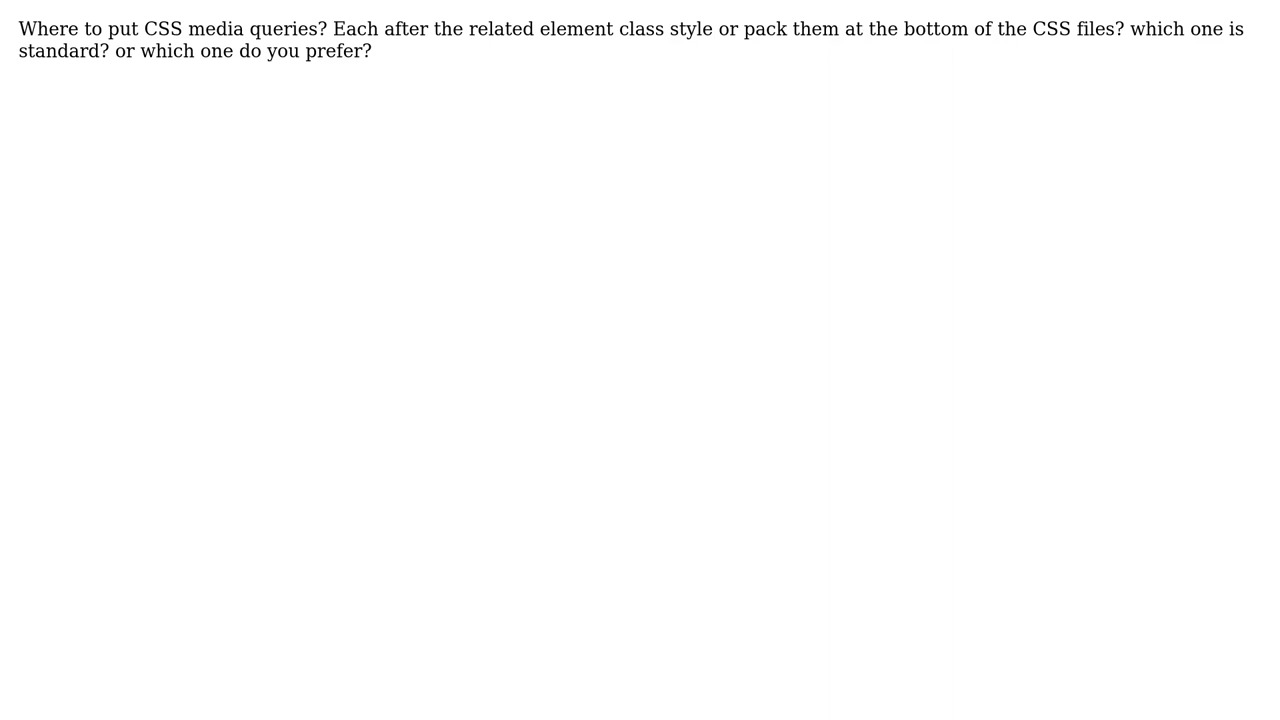 Where to put CSS media queries? Each after the related element class style or pack them at the bottom of the CSS files? which one is
standard? or which one do you prefer?